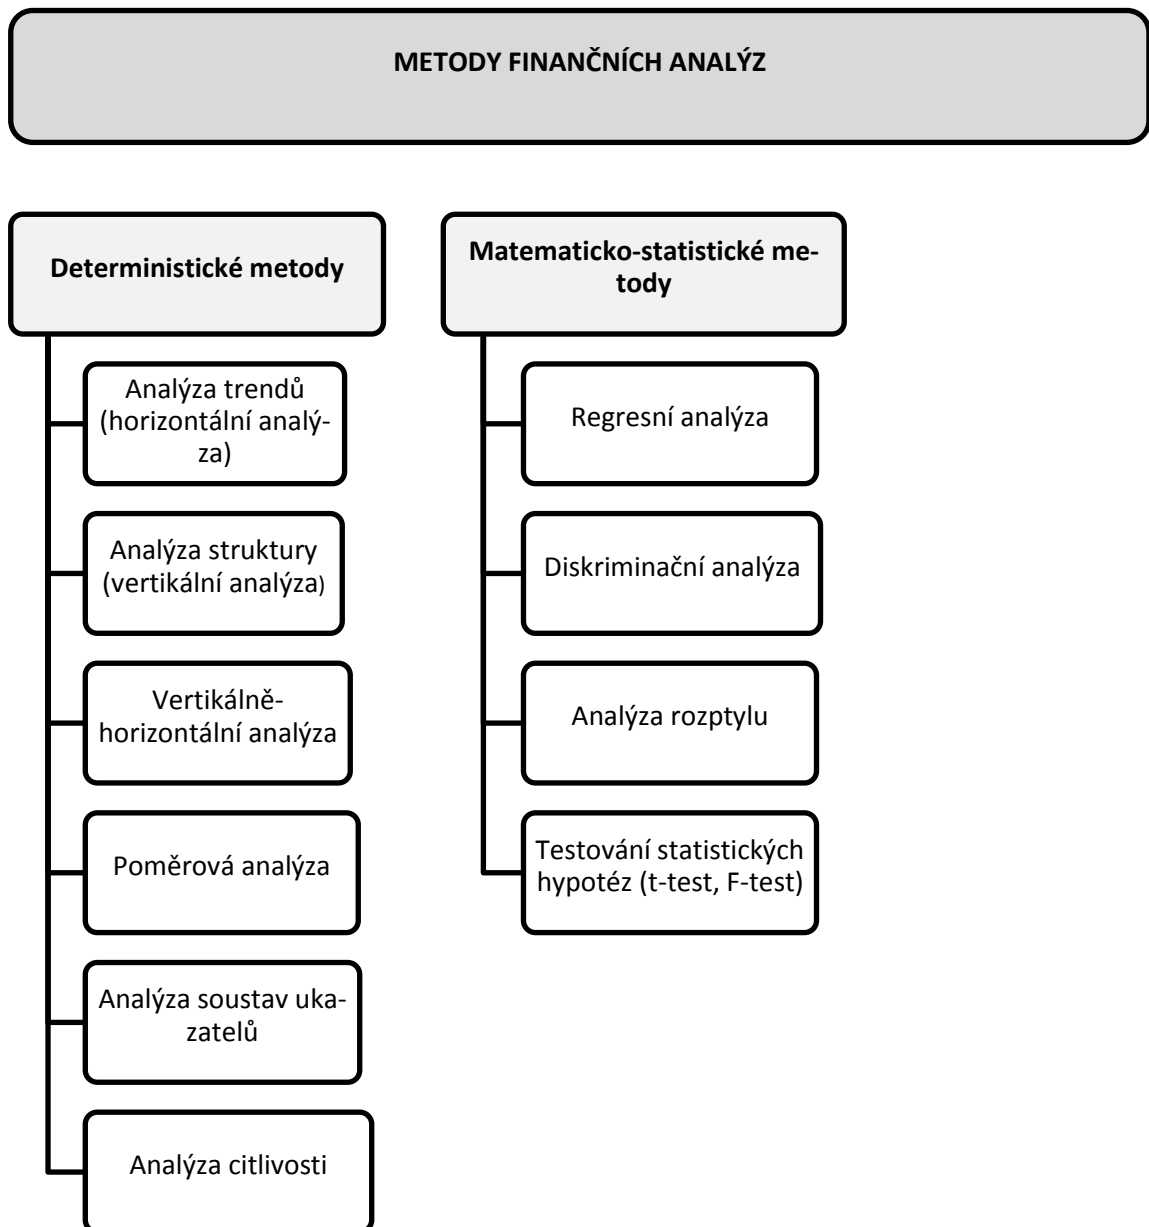 METODY FINANČNÍCH ANALÝZ
Deterministické metody
Analýza trendů
(horizontální analý-
za)
Analýza struktury
(vertikální analýza)
Vertikálně-
horizontální analýza
Poměrová analýza
Analýza soustav uka-
zatelů
Analýza citlivosti
Matematicko-statistické me-
tody
Regresní analýza
Diskriminační analýza
Analýza rozptylu
Testování statistických
hypotéz (t-test, F-test)